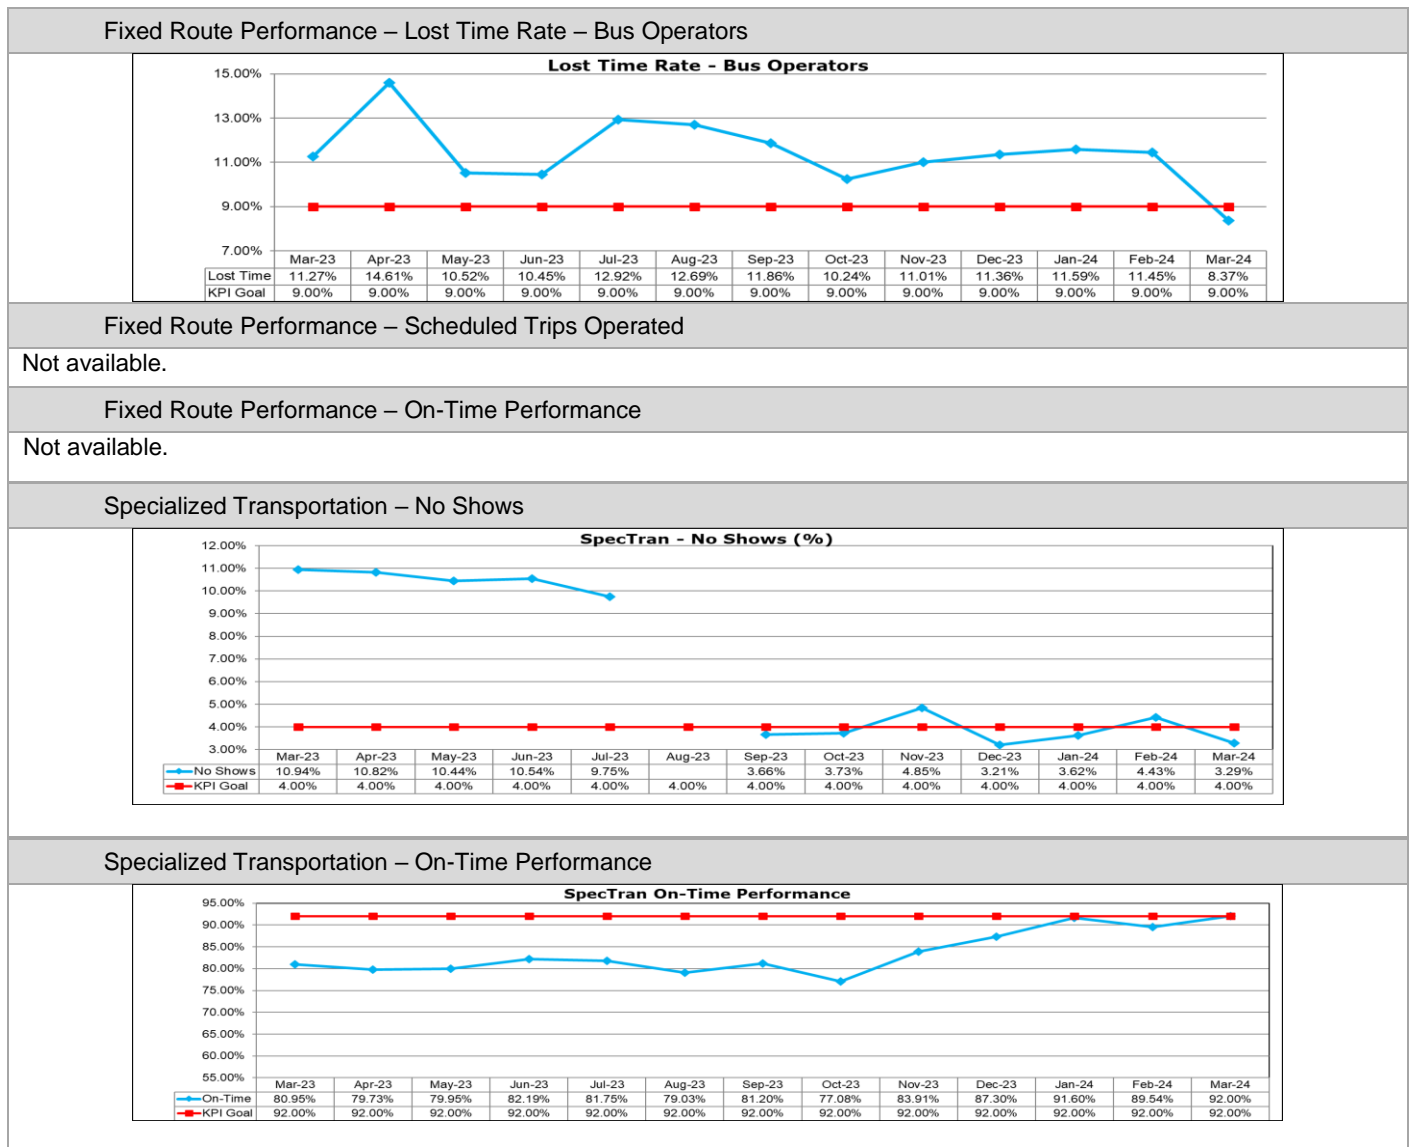 Fixed Route Performance – Lost Time Rate – Bus Operators
Lost Time Rate - Bus Operators
15.00%
13.00%
11.00%
9.00%
7.00%
Mar-23 Apr-23 May-23 Jun-23 Jul-23 Aug-23 Sep-23 Oct-23 Nov-23 Dec-23 Jan-24 Feb-24 Mar-24
Lost Time 11.27% 14.61% 10.52% 10.45% 12.92% 12.69% 11.86% 10.24% 11.01% 11.36% 11.59% 11.45% 8.37%
KPI Goal 9.00% 9.00% 9.00% 9.00% 9.00% 9.00% 9.00% 9.00% 9.00% 9.00% 9.00% 9.00% 9.00%
Fixed Route Performance – Scheduled Trips Operated
Not available.
Fixed Route Performance – On-Time Performance
Not available.
Specialized Transportation – No Shows
SpecTran - No Shows (%)
12.00%
11.00%
10.00%
9.00%
8.00%
7.00%
6.00%
5.00%
4.00%
3.00%
Mar-23 Apr-23 May-23 Jun-23 Jul-23 Aug-23 Sep-23 Oct-23 Nov-23 Dec-23 Jan-24 Feb-24 Mar-24
No Shows 10.94% 10.82% 10.44% 10.54% 9.75% 3.66% 3.73% 4.85% 3.21% 3.62% 4.43% 3.29%
KPI Goal 4.00% 4.00% 4.00% 4.00% 4.00% 4.00% 4.00% 4.00% 4.00% 4.00% 4.00% 4.00% 4.00%
Specialized Transportation – On-Time Performance
SpecTran On-Time Performance
95.00%
90.00%
85.00%
80.00%
75.00%
70.00%
65.00%
60.00%
55.00%
Mar-23 Apr-23 May-23 Jun-23 Jul-23 Aug-23 Sep-23 Oct-23 Nov-23 Dec-23 Jan-24 Feb-24 Mar-24
On-Time 80.95% 79.73% 79.95% 82.19% 81.75% 79.03% 81.20% 77.08% 83.91% 87.30% 91.60% 89.54% 92.00%
KPI Goal 92.00% 92.00% 92.00% 92.00% 92.00% 92.00% 92.00% 92.00% 92.00% 92.00% 92.00% 92.00% 92.00%